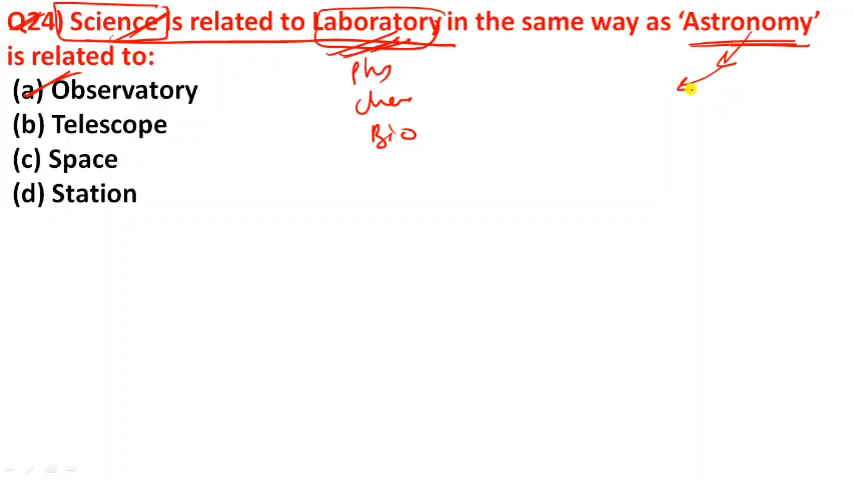 Q24) Science is related to Laboratory in the same way as ‘Astronomy’
is related to:
(a) Observatory
(b) Telescope
(c) Space
(d) Station
Phy
Chem
Bio